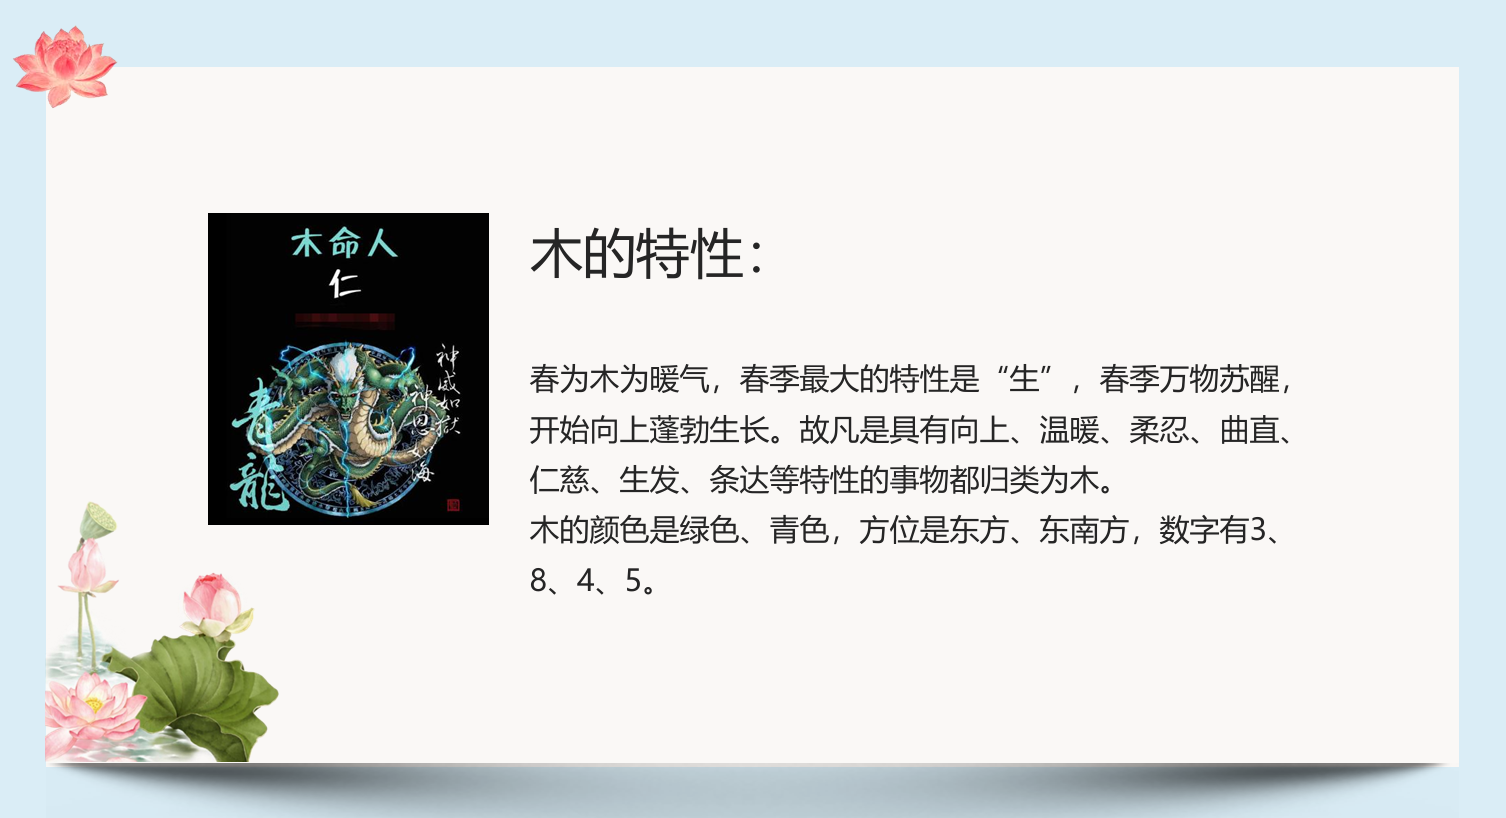 木命人
仁
青龍
神威如獄
神恩如海
木的特性：
春为木为暖气，春季最大的特性是“生”，春季万物苏醒，
开始向上蓬勃生长。故凡是具有向上、温暖、柔忍、曲直、
仁慈、生发、条达等特性的事物都归类为木。
木的颜色是绿色、青色，方位是东方、东南方，数字有3、
8、4、5。